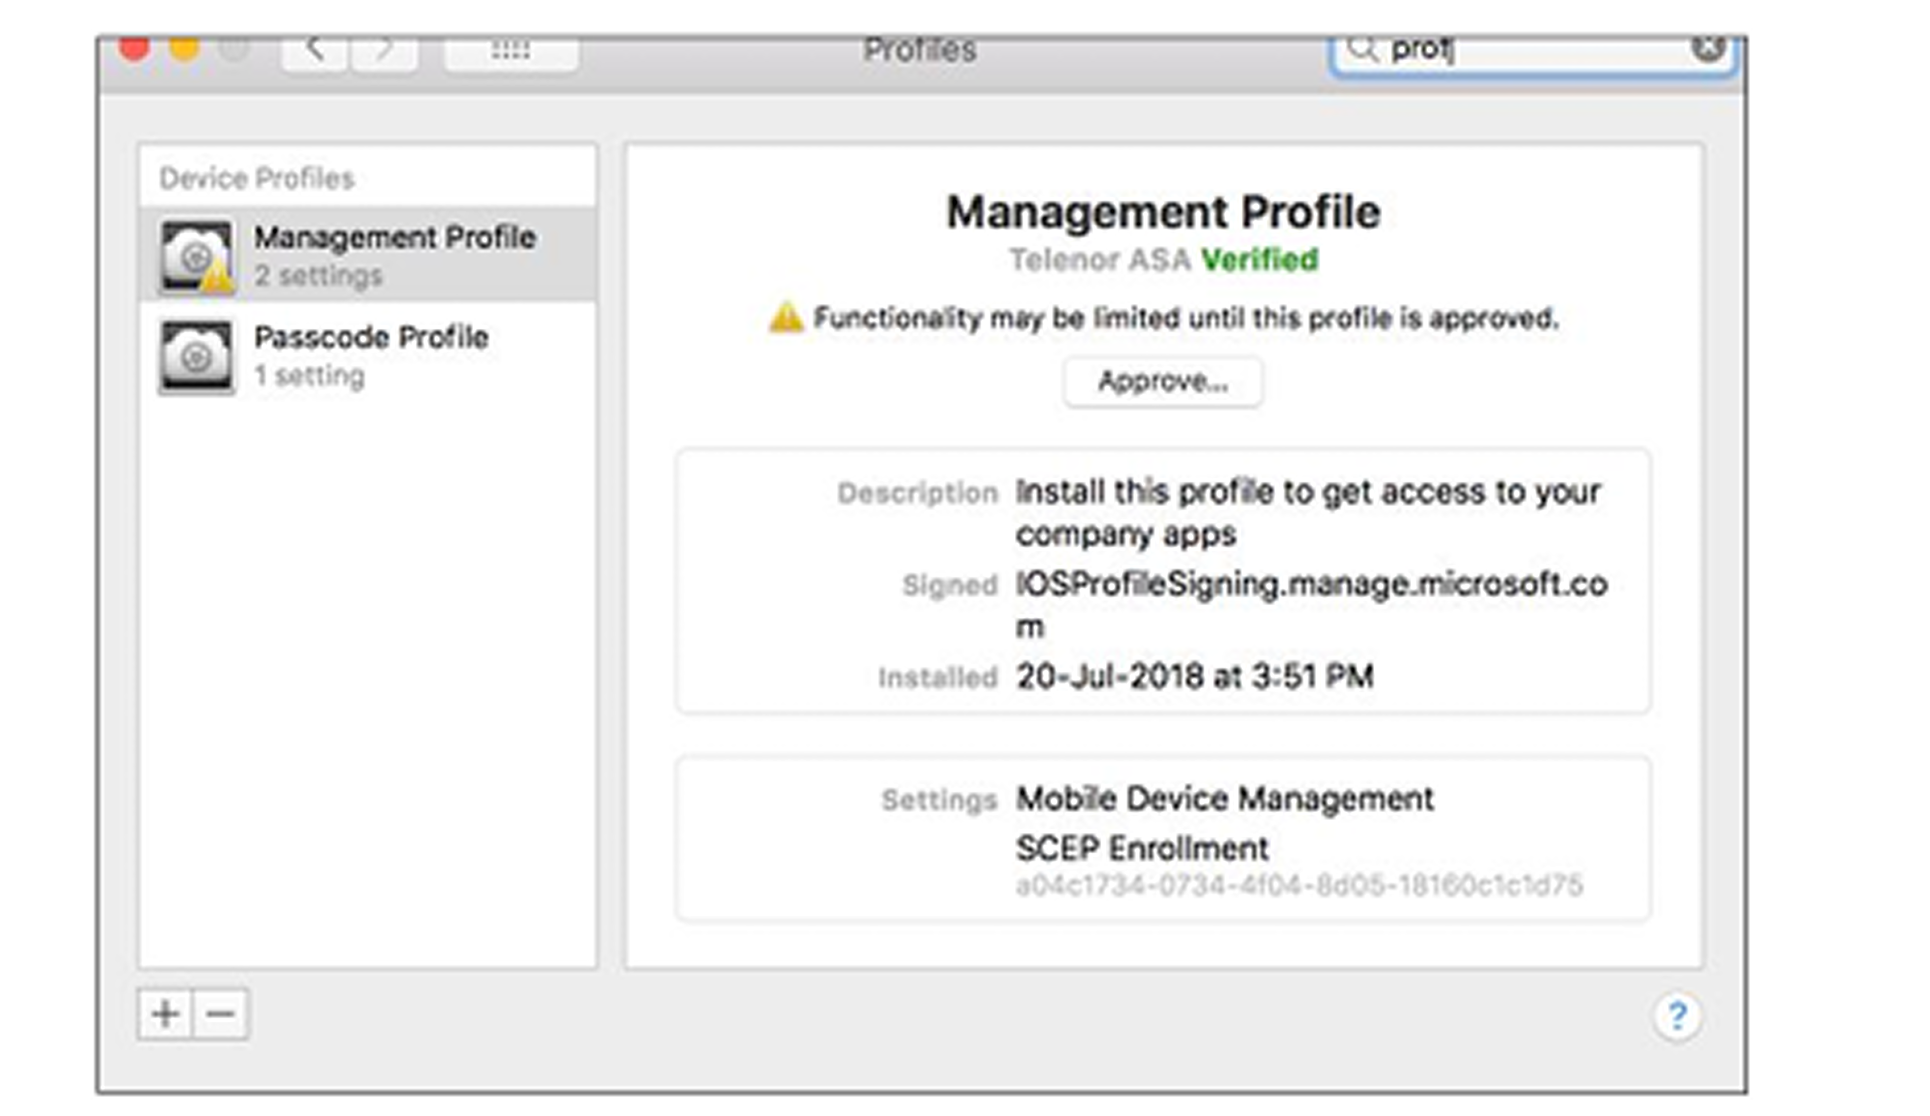 Profiles
prof
Device Profiles
Management Profile
2 settings
Passcode Profile
1 setting
Management Profile
Telenor ASA Verified
Functionality may be limited until this profile is approved.
Approve...
Description Install this profile to get access to your
company apps
Signed IOSProfileSigning.manage.microsoft.co
m
Installed 20-Jul-2018 at 3:51 PM
Settings Mobile Device Management
SCEP Enrollment
a04c1734-0734-4f04-8d05-18160c1c1d75
+ −
?